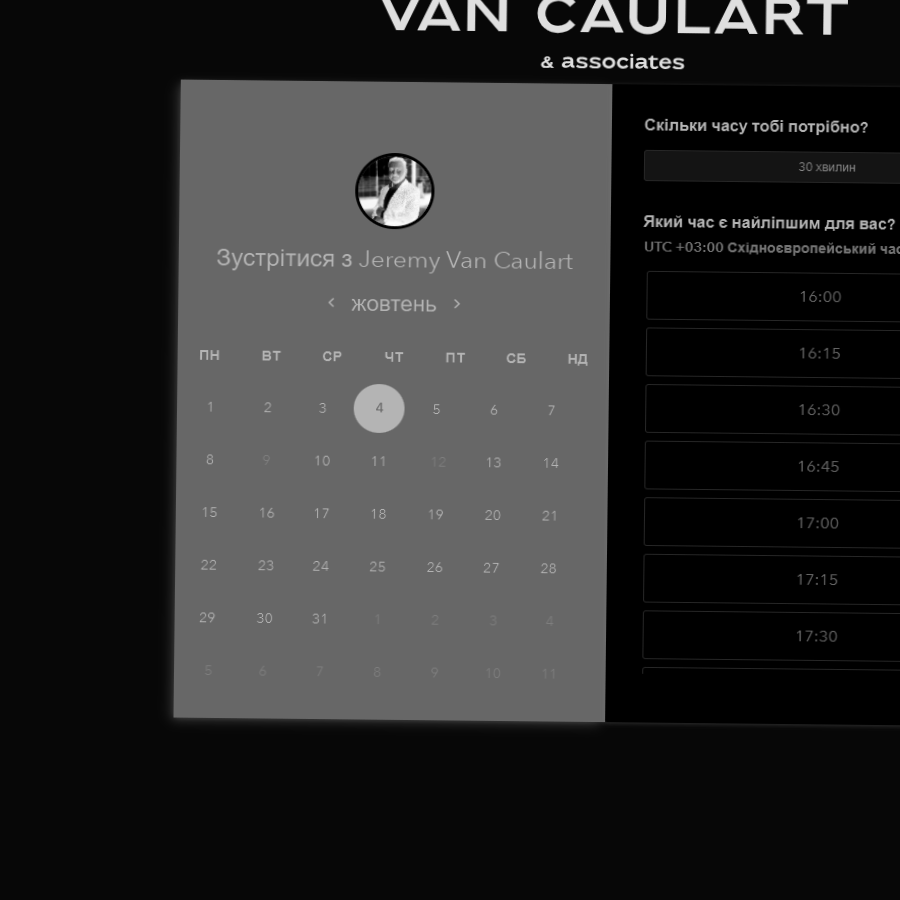 VAN CAULART
& associates
Зустрітися з Jeremy Van Caulart
жовтень
ПН ВТ СР ЧТ ПТ СБ НД
1 2 3 4 5 6 7
8 9 10 11 12 13 14
15 16 17 18 19 20 21
22 23 24 25 26 27 28
29 30 31 1 2 3 4
5 6 7 8 9 10 11
Скільки часу тобі потрібно?
30 хвилин
Який час є найліпшим для вас?
UTC +03:00 Східноєвропейський
16:00
16:15
16:30
16:45
17:00
17:15
17:30